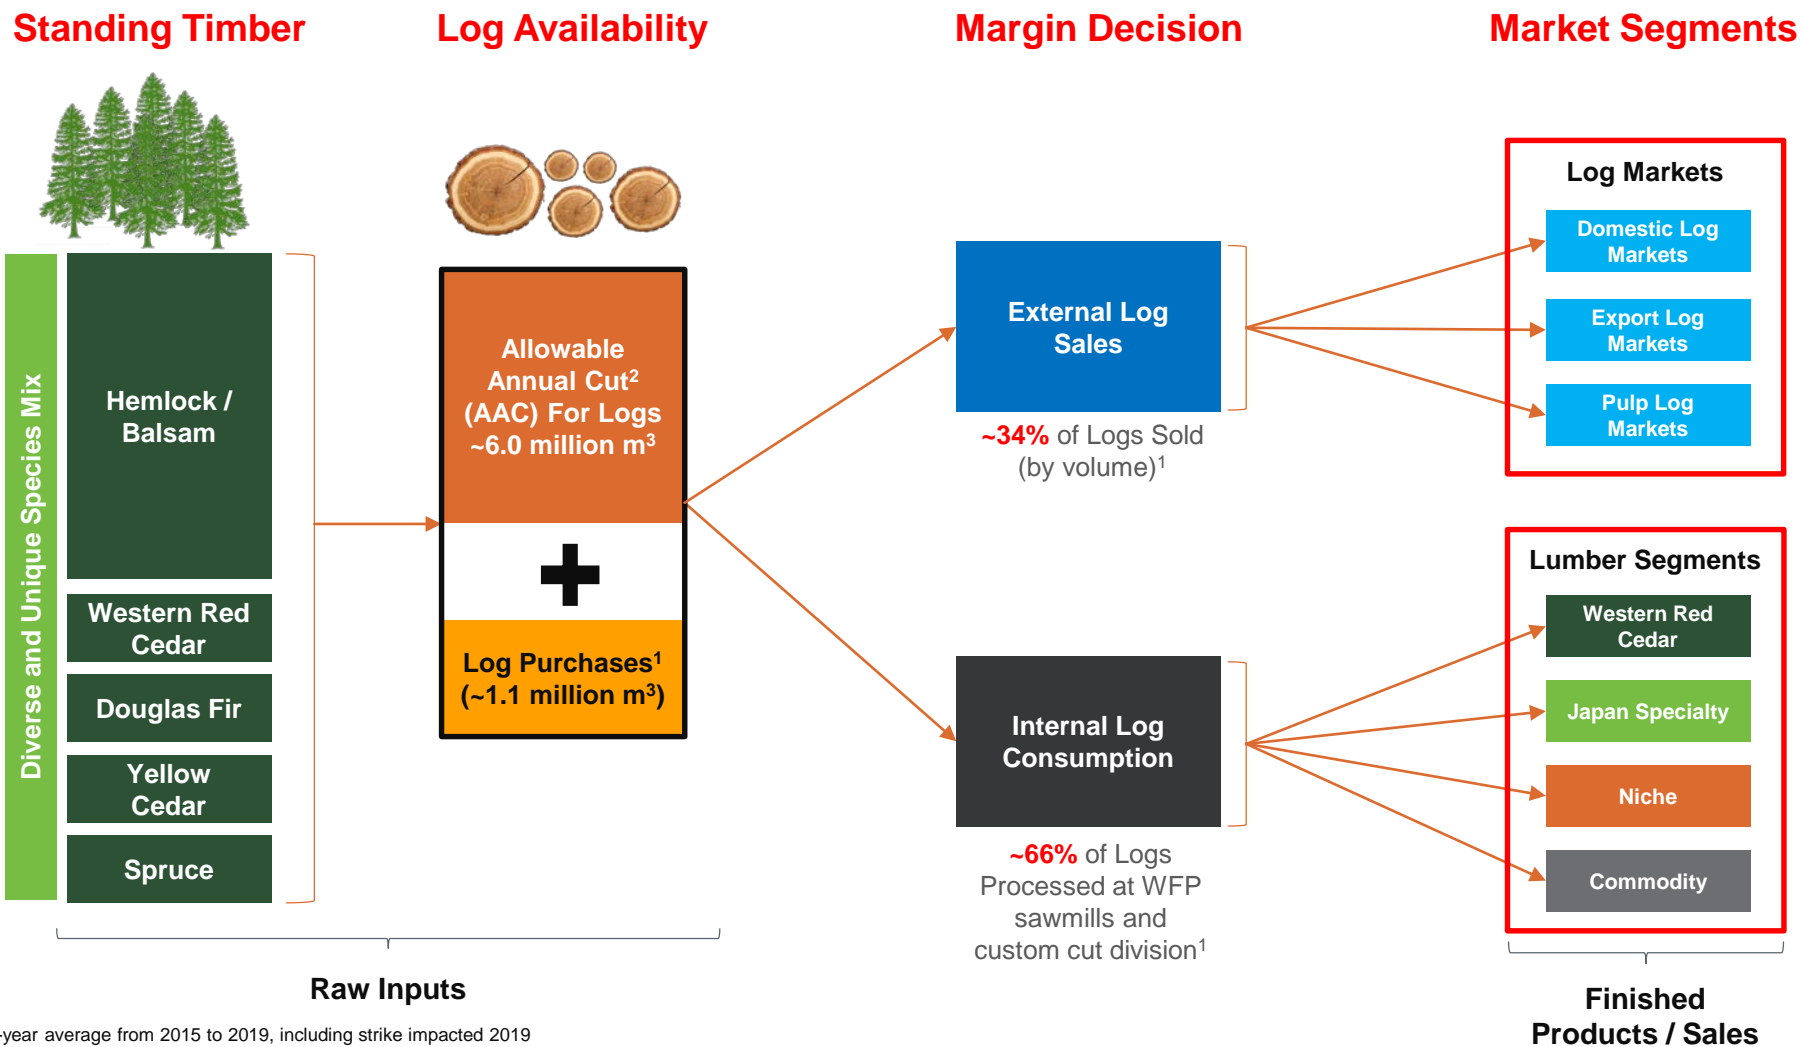 Standing Timber
Log Availability
Margin Decision
Market Segments
Diverse and Unique Species Mix
Hemlock /
Balsam
Western Red
Cedar
Douglas Fir
Yellow
Cedar
Spruce
Allowable
Annual Cut²
(AAC) For Logs
~6.0 million m³
Log Purchases¹
(~1.1 million m³)
Raw Inputs
External Log
Sales
~34% of Logs Sold
(by volume)¹
Internal Log
Consumption
~66% of Logs
Processed at WFP
sawmills and
custom cut division¹
Log Markets
Domestic Log
Markets
Export Log
Markets
Pulp Log
Markets
Lumber Segments
Western Red
Cedar
Japan Specialty
Niche
Commodity
Finished
Products / Sales
-year average from 2015 to 2019, including strike impacted 2019